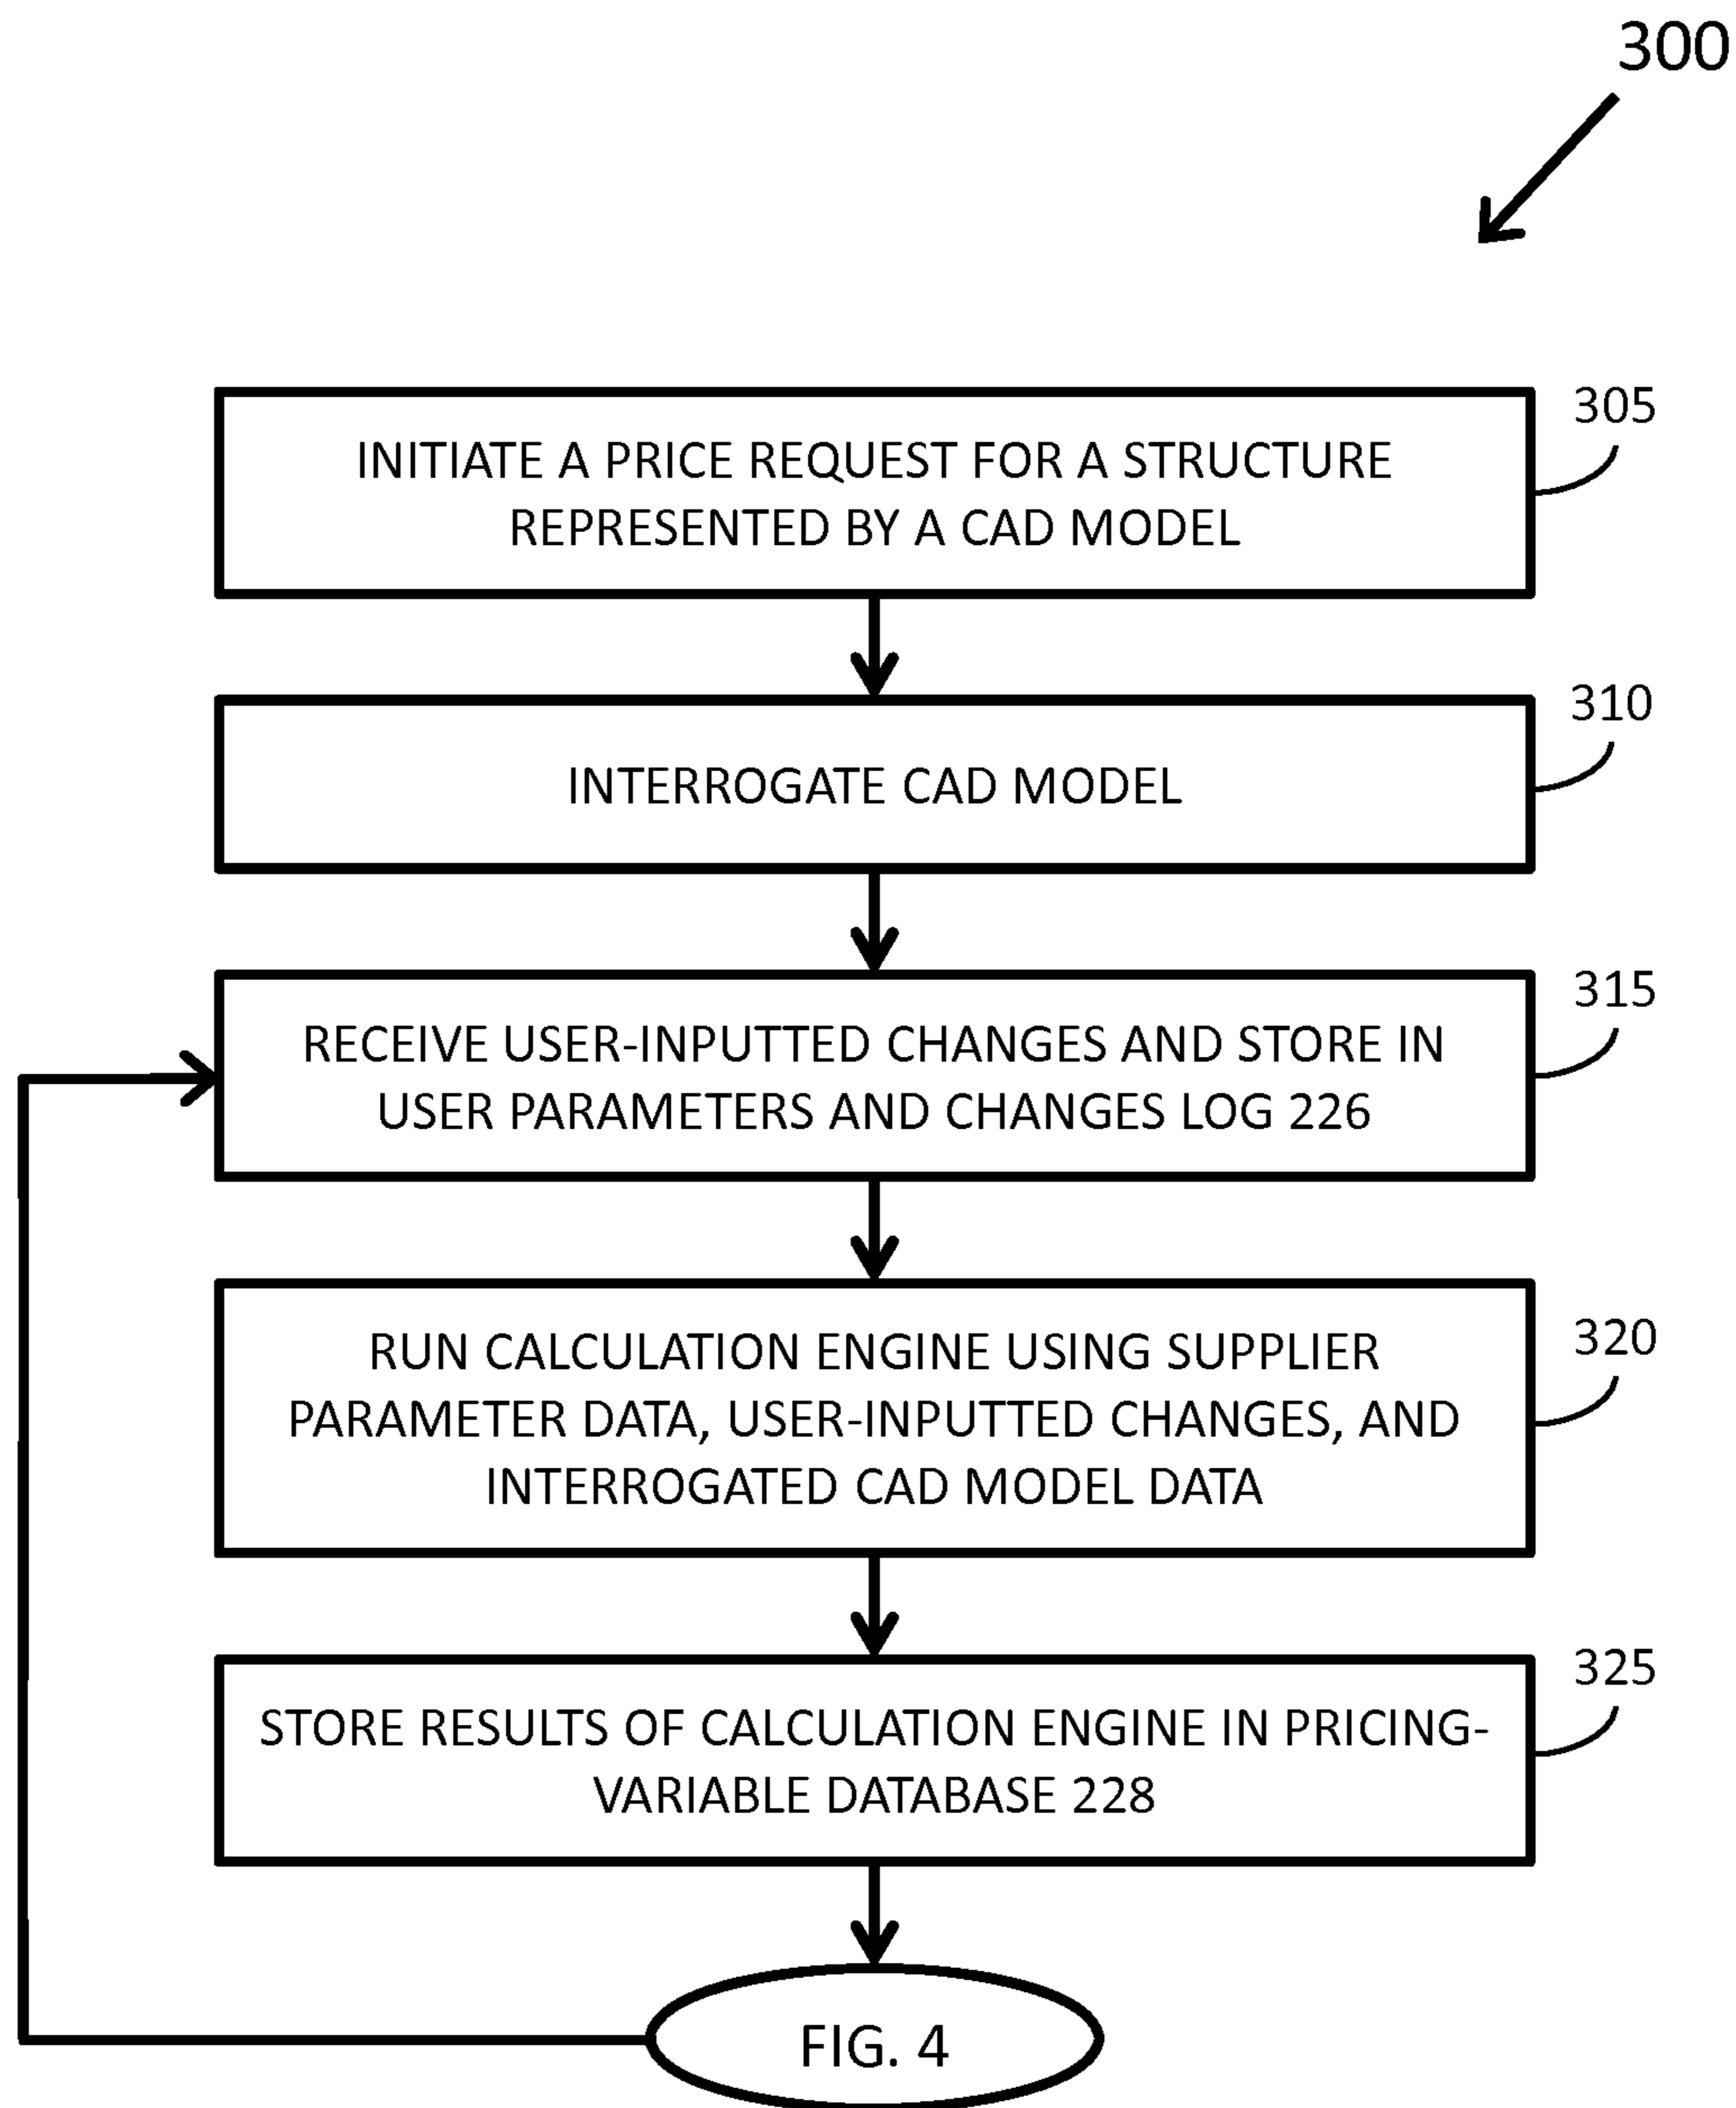 300
305
INITIATE A PRICE REQUEST FOR A STRUCTURE
REPRESENTED BY A CAD MODEL
310
INTERROGATE CAD MODEL
315
RECEIVE USER-INPUTTED CHANGES AND STORE IN
USER PARAMETERS AND CHANGES LOG 226
320
RUN CALCULATION ENGINE USING SUPPLIER
PARAMETER DATA, USER-INPUTTED CHANGES, AND
INTERROGATED CAD MODEL DATA
325
STORE RESULTS OF CALCULATION ENGINE IN PRICING-
VARIABLE DATABASE 228
FIG. 4